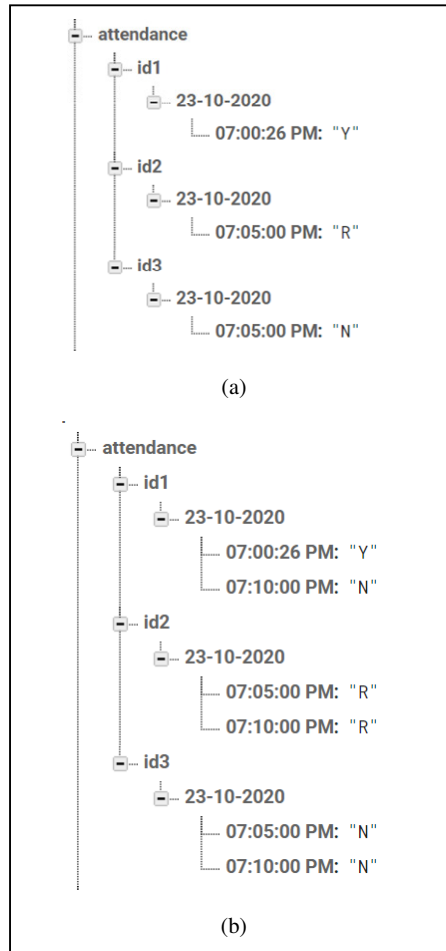 attendance
id1
23-10-2020
07:00:26 PM: "Y"
id2
23-10-2020
07:05:00 PM: "R"
id3
23-10-2020
07:05:00 PM: "N"
(a)
attendance
id1
23-10-2020
07:00:26 PM: "Y"
07:10:00 PM: "N"
id2
23-10-2020
07:05:00 PM: "R"
07:10:00 PM: "R"
id3
23-10-2020
07:05:00 PM: "N"
07:10:00 PM: "N"
(b)